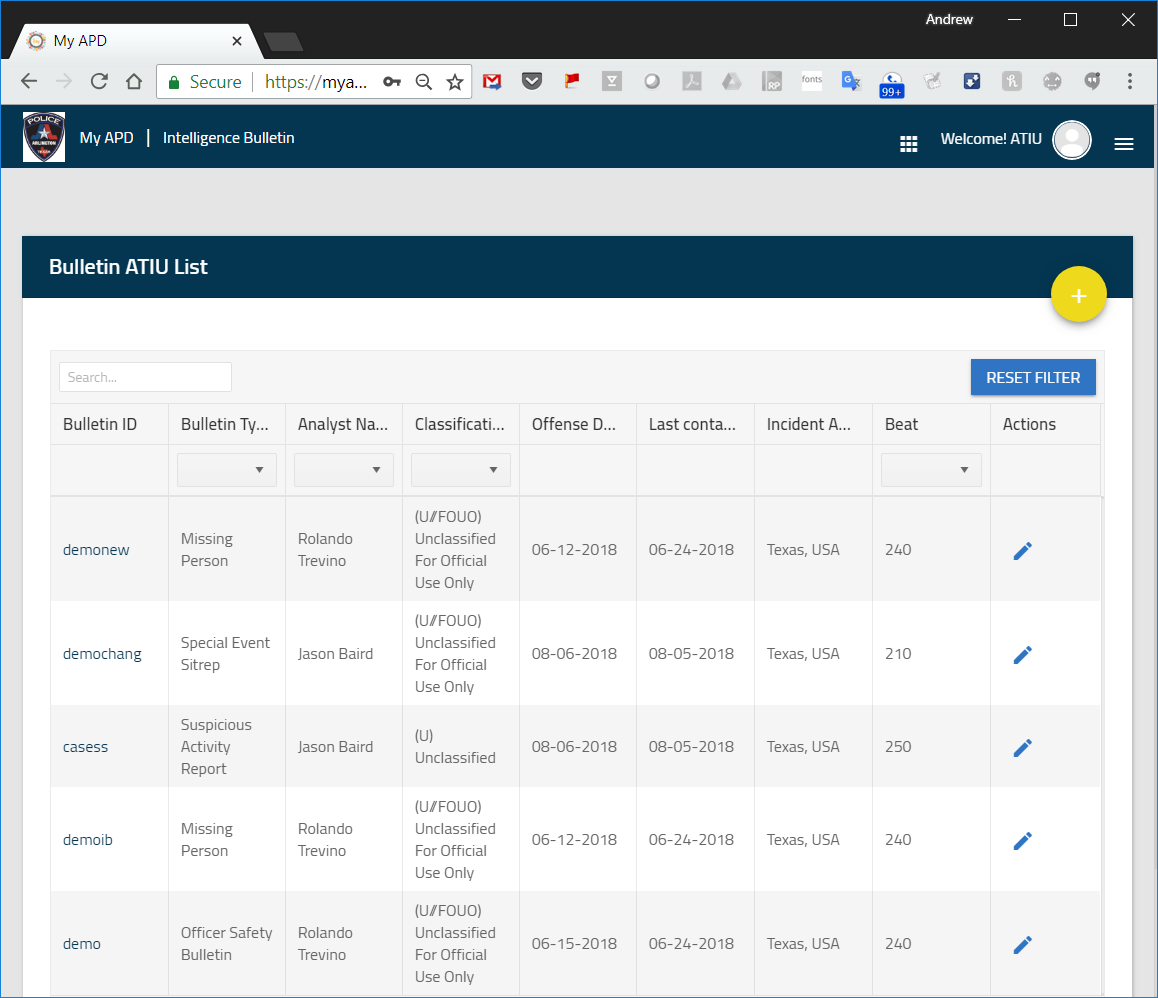 Andrew
My APD
Secure https://mya...
fonts
RP
99+
POLICE
ARLINGTON
TEXAS
My APD | Intelligence Bulletin
Welcome! ATIU
Bulletin ATIU List
+
Search...
RESET FILTER
Bulletin ID Bulletin Ty... Analyst Na... Classificati... Offense D... Last conta... Incident A... Beat Actions
demonew
Missing
Person
Rolando
Trevino
(U//FOUO)
Unclassified
For Official
Use Only
06-12-2018
06-24-2018
Texas, USA
240
demochang
Special Event
Sitrep
Jason Baird
(U//FOUO)
Unclassified
For Official
Use Only
08-06-2018
08-05-2018
Texas, USA
210
casess
Suspicious
Activity
Report
Jason Baird
(U)
Unclassified
08-06-2018
08-05-2018
Texas, USA
250
demoib
Missing
Person
Rolando
Trevino
(U//FOUO)
Unclassified
For Official
Use Only
06-12-2018
06-24-2018
Texas, USA
240
demo
Officer Safety
Bulletin
Rolando
Trevino
(U//FOUO)
Unclassified
For Official
Use Only
06-15-2018
06-24-2018
Texas, USA
240